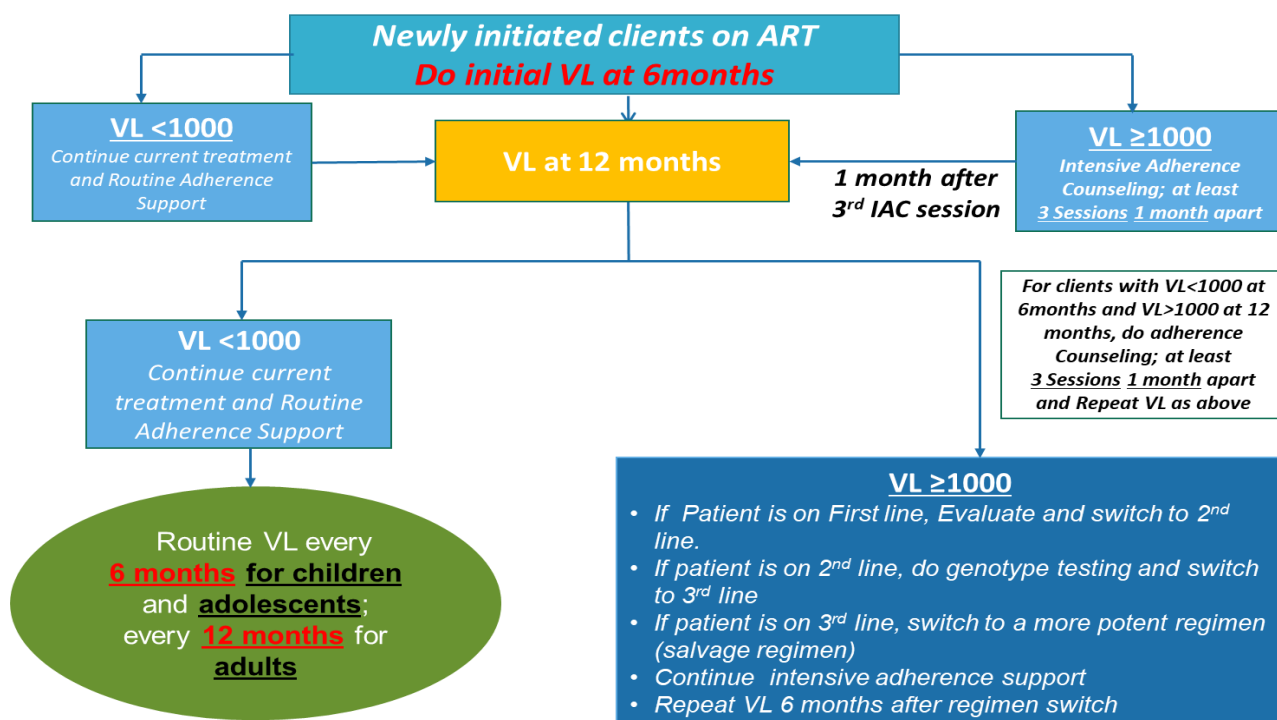 Newly initiated clients on ART
Do initial VL at 6months
VL <1000
Continue current treatment
and Routine Adherence
Support
VL at 12 months
1 month after
3rd IAC session
VL ≥1000
Intensive Adherence
Counseling; at least
3 Sessions 1 month apart
For clients with VL<1000 at
6months and VL>1000 at 12
months, do adherence
Counseling; at least
3 Sessions 1 month apart
and Repeat VL as above
VL <1000
Continue current
treatment and Routine
Adherence Support
Routine VL every
6 months for children
and adolescents;
every 12 months for
adults
VL ≥1000
• If Patient is on First line, Evaluate and switch to 2nd
line.
• If patient is on 2nd line, do genotype testing and switch
to 3rd line
• If patient is on 3rd line, switch to a more potent regimen
(salvage regimen)
• Continue intensive adherence support
• Repeat VL 6 months after regimen switch